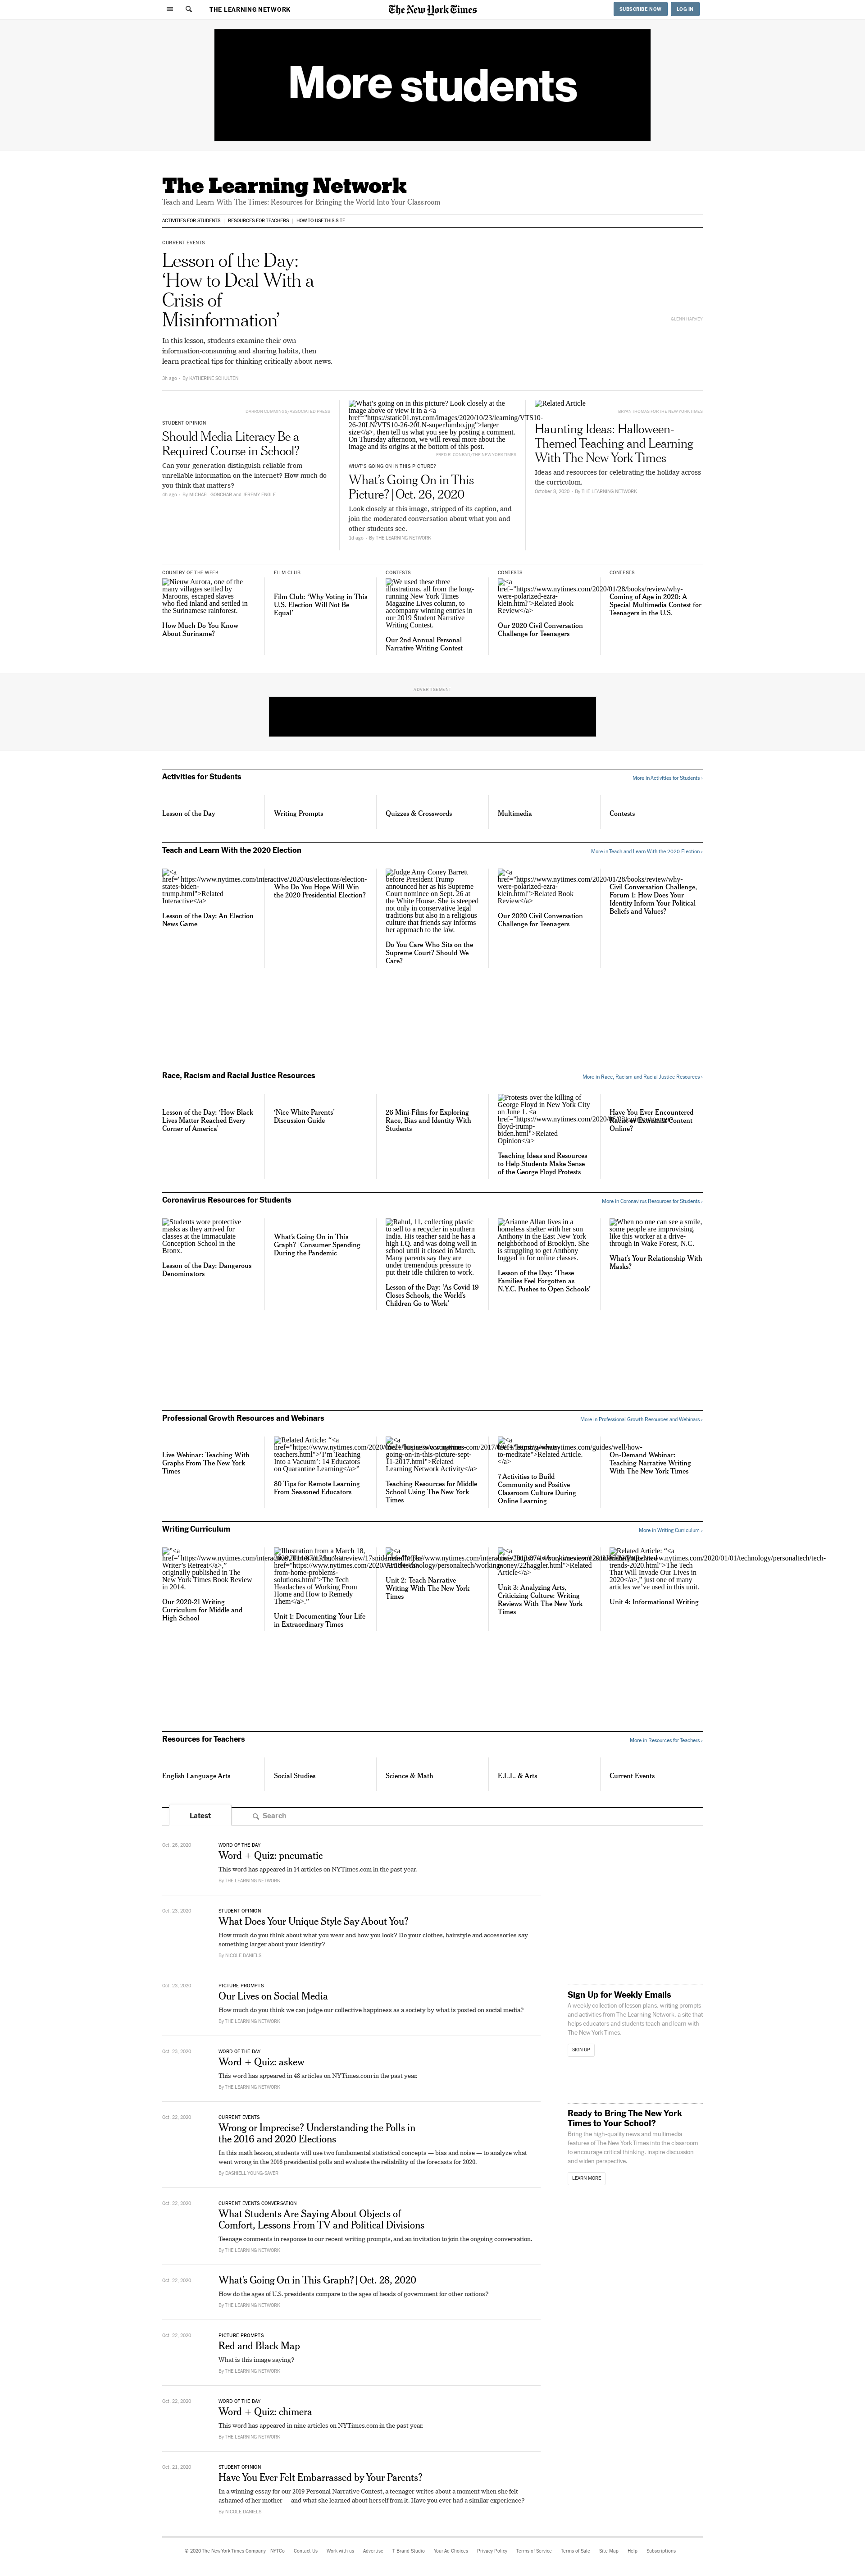 THE LEARNING NETWORK
The New York Times
SUBSCRIBE NOW
LOG IN
More students
The Learning Network
Teach and Learn With The Times: Resources for Bringing the World Into Your Classroom
ACTIVITIES FOR STUDENTS
RESOURCES FOR TEACHERS
HOW TO USE THIS SITE
CURRENT EVENTS
Lesson of the Day:
‘How to Deal With a
Crisis of
Misinformation’
In this lesson, students examine their own
information-consuming and sharing habits, then
learn practical tips for thinking critically about news.
3h ago - By KATHERINE SCHULTEN
GLENN HARVEY
DARRON CUMMINGS/ASSOCIATED PRESS
STUDENT OPINION
Should Media Literacy Be a
Required Course in School?
Can your generation distinguish reliable from
unreliable information on the internet? How much do
you think that matters?
4h ago - By MICHAEL GONCHAR and JEREMY ENGLE
What’s going on in this picture? Look closely at the
image above or view it in a <a
href="https://static01.nyt.com/images/2020/10/23/learning/VTS10-
26-20LN/VTS10-26-20LN-superJumbo.jpg">larger
size</a>, then tell us what you see by posting a comment.
On Thursday afternoon, we will reveal more about the
image and its origins at the bottom of this post.
FRED R. CONRAD/THE NEW YORK TIMES
WHAT'S GOING ON IN THIS PICTURE?
What’s Going On in This
Picture? | Oct. 26, 2020
Look closely at this image, stripped of its caption, and
join the moderated conversation about what you and
other students see.
1d ago - By THE LEARNING NETWORK
Related Article
BRYAN THOMAS FOR THE NEW YORK TIMES
Haunting Ideas: Halloween-
Themed Teaching and Learning
With The New York Times
Ideas and resources for celebrating the holiday across
the curriculum.
October 8, 2020 - By THE LEARNING NETWORK
COUNTRY OF THE WEEK
Nieuw Aurora, one of the
many villages settled by
Maroons, escaped slaves —
who fled inland and settled in
the Surinamese rainforest.
How Much Do You Know
About Suriname?
FILM CLUB
Film Club: ‘Why Voting in This
U.S. Election Will Not Be
Equal’
CONTESTS
We used these three
illustrations, all from the long-
running New York Times
Magazine Lives column, to
accompany winning entries in
our 2019 Student Narrative
Writing Contest.
Our 2nd Annual Personal
Narrative Writing Contest
CONTESTS
<a
href="https://www.nytimes.com/2020/01/28/books/review/why-
were-polarized-ezra-
klein.html">Related Book
Review</a>
Our 2020 Civil Conversation
Challenge for Teenagers
CONTESTS
Coming of Age in 2020: A
Special Multimedia Contest for
Teenagers in the U.S.
ADVERTISEMENT
Activities for Students
More in Activities for Students ›
Lesson of the Day
Writing Prompts
Quizzes & Crosswords
Multimedia
Contests
Teach and Learn With the 2020 Election
More in Teach and Learn With the 2020 Election ›
<a
href="https://www.nytimes.com/interactive/2020/us/elections/election-
states-biden-
trump.html">Related
Interactive</a>
Lesson of the Day: An Election
News Game
Who Do You Hope Will Win
the 2020 Presidential Election?
Judge Amy Coney Barrett
before President Trump
announced her as his Supreme
Court nominee on Sept. 26 at
the White House. She is steeped
not only in conservative legal
traditions but also in a religious
culture that friends say informs
her approach to the law.
Do You Care Who Sits on the
Supreme Court? Should We
Care?
<a
href="https://www.nytimes.com/2020/01/28/books/review/why-
were-polarized-ezra-
klein.html">Related Book
Review</a>
Our 2020 Civil Conversation
Challenge for Teenagers
Civil Conversation Challenge,
Forum 1: How Does Your
Identity Inform Your Political
Beliefs and Values?
Race, Racism and Racial Justice Resources
More in Race, Racism and Racial Justice Resources ›
Lesson of the Day: ‘How Black
Lives Matter Reached Every
Corner of America’
‘Nice White Parents’
Discussion Guide
26 Mini-Films for Exploring
Race, Bias and Identity With
Students
Protests over the killing of
George Floyd in New York City
on June 1. <a
floyd-trump-
biden.html">Related
Opinion</a>
Teaching Ideas and Resources
to Help Students Make Sense
of the George Floyd Protests
Have You Ever Encountered
Racist or Extremist Content
Online?
Coronavirus Resources for Students
More in Coronavirus Resources for Students ›
Students wore protective
masks as they arrived for
classes at the Immaculate
Conception School in the
Bronx.
Lesson of the Day: Dangerous
Denominators
What’s Going On in This
Graph? | Consumer Spending
During the Pandemic
Rahul, 11, collecting plastic
to sell to a recycler in southern
India. His teacher said he has a
high I.Q. and was doing well in
school until it closed in March.
Many parents say they are
under tremendous pressure to
put their idle children to work.
Lesson of the Day: ‘As Covid-19
Closes Schools, the World’s
Children Go to Work’
Arianne Allan lives in a
homeless shelter with her son
Anthony in the East New York
neighborhood of Brooklyn. She
is struggling to get Anthony
logged in for online classes.
Lesson of the Day: ‘These
Families Feel Forgotten as
N.Y.C. Pushes to Open Schools’
When no one can see a smile,
some people are improvising,
like this worker at a drive-
through in Wake Forest, N.C.
What’s Your Relationship With
Masks?
Professional Growth Resources and Webinars
More in Professional Growth Resources and Webinars ›
Live Webinar: Teaching With
Graphs From The New York
Times
Related Article: “<a
teachers.html">‘I’m Teaching
Into a Vacuum’: 14 Educators
on Quarantine Learning</a>”
80 Tips for Remote Learning
From Seasoned Educators
<a
going-on-in-this-picture-sept-
11-2017.html">Related
Learning Network Activity</a>
Teaching Resources for Middle
School Using The New York
Times
<a
to-meditate">Related Article.
</a>
7 Activities to Build
Community and Positive
Classroom Culture During
Online Learning
On-Demand Webinar:
Teaching Narrative Writing
With The New York Times
Writing Curriculum
More in Writing Curriculum ›
“<a
Writer’s Retreat</a>,”
originally published in The
New York Times Book Review
in 2014.
Our 2020-21 Writing
Curriculum for Middle and
High School
Illustration from a March 18,
from-home-problems-
solutions.html">The Tech
Headaches of Working From
Home and How to Remedy
Them</a>.”
Unit 1: Documenting Your Life
in Extraordinary Times
Unit 2: Teach Narrative
Writing With The New York
Times
money/22haggler.html">Related
Article</a>
Unit 3: Analyzing Arts,
Criticizing Culture: Writing
Reviews With The New York
Times
trends-2020.html">The Tech
That Will Invade Our Lives in
2020</a>,” just one of many
articles we’ve used in this unit.
Unit 4: Informational Writing
Resources for Teachers
More in Resources for Teachers ›
English Language Arts
Social Studies
Science & Math
E.L.L. & Arts
Current Events
Latest
Search
Oct. 26, 2020
WORD OF THE DAY
Word + Quiz: pneumatic
This word has appeared in 14 articles on NYTimes.com in the past year.
By THE LEARNING NETWORK
Oct. 23, 2020
STUDENT OPINION
What Does Your Unique Style Say About You?
How much do you think about what you wear and how you look? Do your clothes, hairstyle and accessories say
something larger about your identity?
By NICOLE DANIELS
Oct. 23, 2020
PICTURE PROMPTS
Our Lives on Social Media
How much do you think we can judge our collective happiness as a society by what is posted on social media?
By THE LEARNING NETWORK
Oct. 23, 2020
WORD OF THE DAY
Word + Quiz: askew
This word has appeared in 48 articles on NYTimes.com in the past year.
By THE LEARNING NETWORK
Oct. 22, 2020
CURRENT EVENTS
Wrong or Imprecise? Understanding the Polls in
the 2016 and 2020 Elections
In this math lesson, students will use two fundamental statistical concepts — bias and noise — to analyze what
went wrong in the 2016 presidential polls and evaluate the reliability of the forecasts for 2020.
By DASHIELL YOUNG-SAVER
Oct. 22, 2020
CURRENT EVENTS CONVERSATION
What Students Are Saying About Objects of
Comfort, Lessons From TV and Political Divisions
Teenage comments in response to our recent writing prompts, and an invitation to join the ongoing conversation.
By THE LEARNING NETWORK
Oct. 22, 2020
What’s Going On in This Graph? | Oct. 28, 2020
How do the ages of U.S. presidents compare to the ages of heads of government for other nations?
By THE LEARNING NETWORK
Oct. 22, 2020
PICTURE PROMPTS
Red and Black Map
What is this image saying?
By THE LEARNING NETWORK
Oct. 22, 2020
WORD OF THE DAY
Word + Quiz: chimera
This word has appeared in nine articles on NYTimes.com in the past year.
By THE LEARNING NETWORK
Oct. 21, 2020
STUDENT OPINION
Have You Ever Felt Embarrassed by Your Parents?
In a winning essay for our 2019 Personal Narrative Contest, a teenager writes about a moment when she felt
ashamed of her mother — and what she learned about herself from it. Have you ever had a similar experience?
By NICOLE DANIELS
Sign Up for Weekly Emails
A weekly collection of lesson plans, writing prompts
and activities from The Learning Network, a site that
helps educators and students teach and learn with
The New York Times.
SIGN UP
Ready to Bring The New York
Times to Your School?
Bring the high-quality news and multimedia
features of The New York Times into the classroom
to encourage critical thinking, inspire discussion
and widen perspective.
LEARN MORE
© 2020 The New York Times Company
NYTCo
Contact Us
Work with us
Advertise
T Brand Studio
Your Ad Choices
Privacy Policy
Terms of Service
Terms of Sale
Site Map
Help
Subscriptions